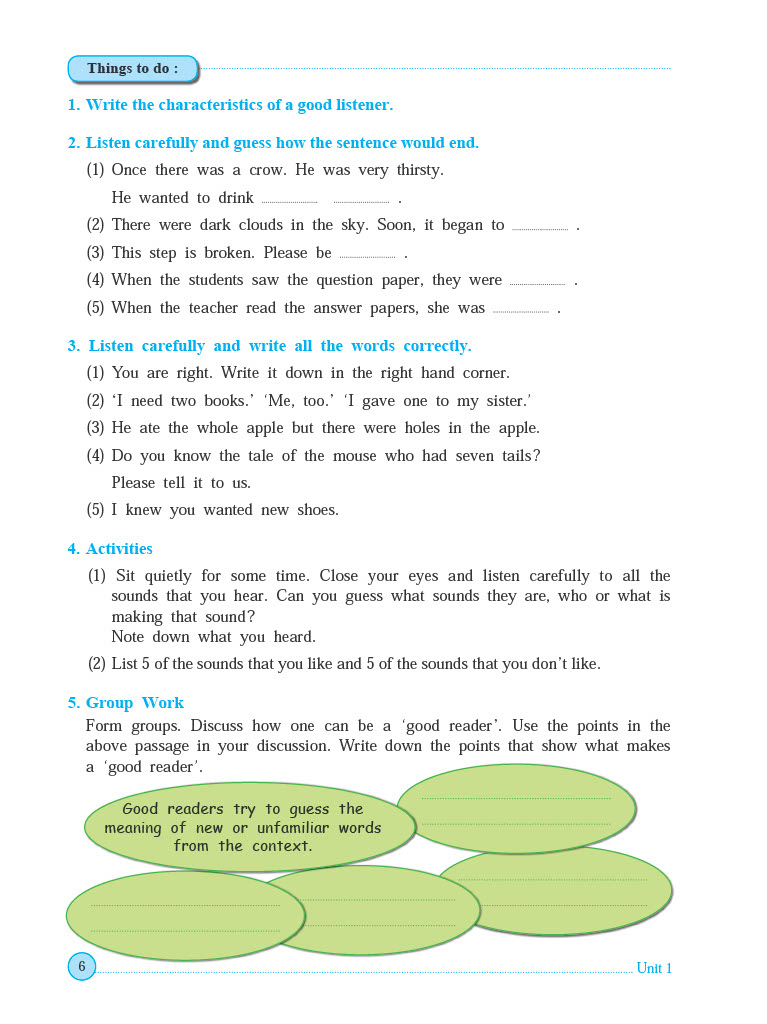 Things to do :
1. Write the characteristics of a good listener.
2. Listen carefully and guess how the sentence would end.
(1) Once there was a crow. He was very thirsty.
He wanted to drink .................... .................... .
(2) There were dark clouds in the sky. Soon, it began to .................... .
(3) This step is broken. Please be .................... .
(4) When the students saw the question paper, they were .................... .
(5) When the teacher read the answer papers, she was .................... .
3. Listen carefully and write all the words correctly.
(1) You are right. Write it down in the right hand corner.
(2) ‘I need two books.’ ‘Me, too.’ ‘I gave one to my sister.’
(3) He ate the whole apple but there were holes in the apple.
(4) Do you know the tale of the mouse who had seven tails?
Please tell it to us.
(5) I knew you wanted new shoes.
4. Activities
(1) Sit quietly for some time. Close your eyes and listen carefully to all the
sounds that you hear. Can you guess what sounds they are, who or what is
making that sound?
Note down what you heard.
(2) List 5 of the sounds that you like and 5 of the sounds that you don’t like.
5. Group Work
Form groups. Discuss how one can be a ‘good reader’. Use the points in the
above passage in your discussion. Write down the points that show what makes
a ‘good reader’.
Good readers try to guess the
meaning of new or unfamiliar words
from the context.
6
Unit 1